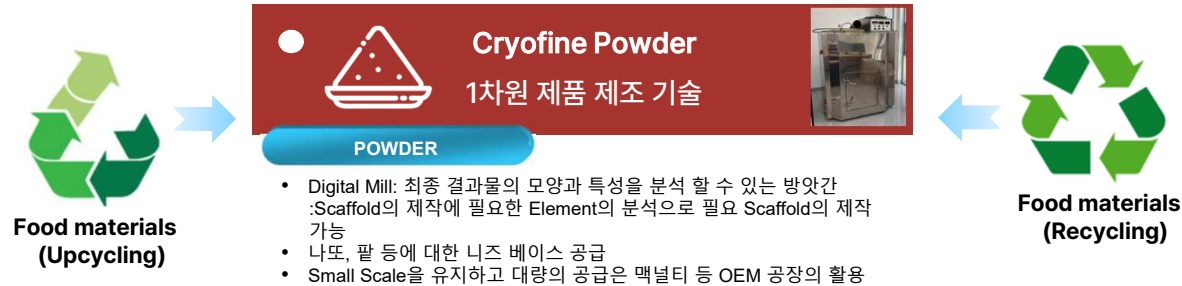 Cryofine Powder
1차원 제품 제조 기술
POWDER
• Digital Mill: 최종 결과물의 모양과 특성을 분석 할 수 있는 방앗간
:Scaffold의 제작에 필요한 Element의 분석으로 필요 Scaffold의 제작
가능
• 나또, 팥 등에 대한 니즈 베이스 공급
• Small Scale을 유지하고 대량의 공급은 맥널티 등 OEM 공장의 활용
Food materials
(Upcycling)
Food materials
(Recycling)